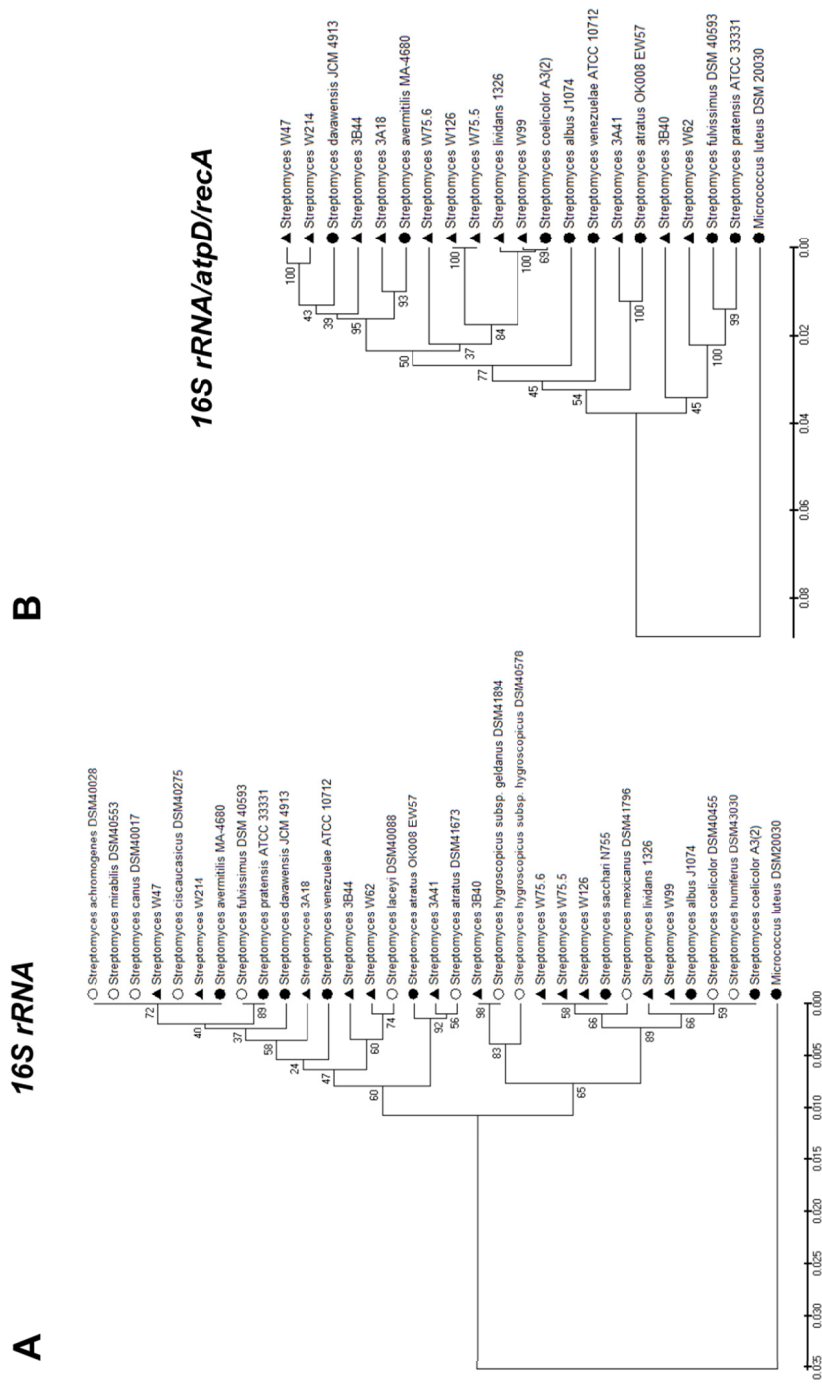 A
16S rRNA
Streptomyces achromogenes DSM40028
Streptomyces mirabilis DSM40553
Streptomyces canus DSM40017
Streptomyces W47
Streptomyces ciscaucasicus DSM40275
Streptomyces W214
Streptomyces avermitilis MA-4680
Streptomyces fulvissimus DSM 40593
Streptomyces pratensis ATCC 33331
Streptomyces davawensis JCM 4913
Streptomyces 3A18
Streptomyces venezuelae ATCC 10712
Streptomyces 3B44
Streptomyces W62
Streptomyces laceyi DSM40088
Streptomyces atratus OK008 EW57
Streptomyces 3A41
Streptomyces atratus DSM41673
Streptomyces 3B40
Streptomyces hygroscopicus subsp. geldanus DSM41894
Streptomyces hygroscopicus subsp. hygroscopicus DSM40578
Streptomyces W75.6
Streptomyces W75.5
Streptomyces W126
Streptomyces sacchari N755
Streptomyces mexicanus DSM41796
Streptomyces lividans 1326
Streptomyces W99
Streptomyces albus J1074
Streptomyces coelicolor DSM40455
Streptomyces humiferus DSM43030
Streptomyces coelicolor A3(2)
Micrococcus luteus DSM20030
72
40
89
37
58
24
47
60
74
60
92
56
98
83
65
58
66
89
66
59
0.035
0.030
0.025
0.020
0.015
0.010
0.005
0.000
B
16S rRNA/atpD/recA
Streptomyces W47
Streptomyces W214
Streptomyces davawensis JCM 4913
Streptomyces 3B44
Streptomyces 3A18
Streptomyces avermitilis MA-4680
Streptomyces W75.6
Streptomyces W126
Streptomyces W75.5
Streptomyces lividans 1326
Streptomyces W99
Streptomyces coelicolor A3(2)
Streptomyces albus J1074
Streptomyces venezuelae ATCC 10712
Streptomyces 3A41
Streptomyces atratus OK008 EW57
Streptomyces 3B40
Streptomyces W62
Streptomyces fulvissimus DSM 40593
Streptomyces pratensis ATCC 33331
Micrococcus luteus DSM 20030
100
43
39
95
93
50
37
100
84
100
69
77
45
54
100
45
100
99
0.08
0.06
0.04
0.02
0.00